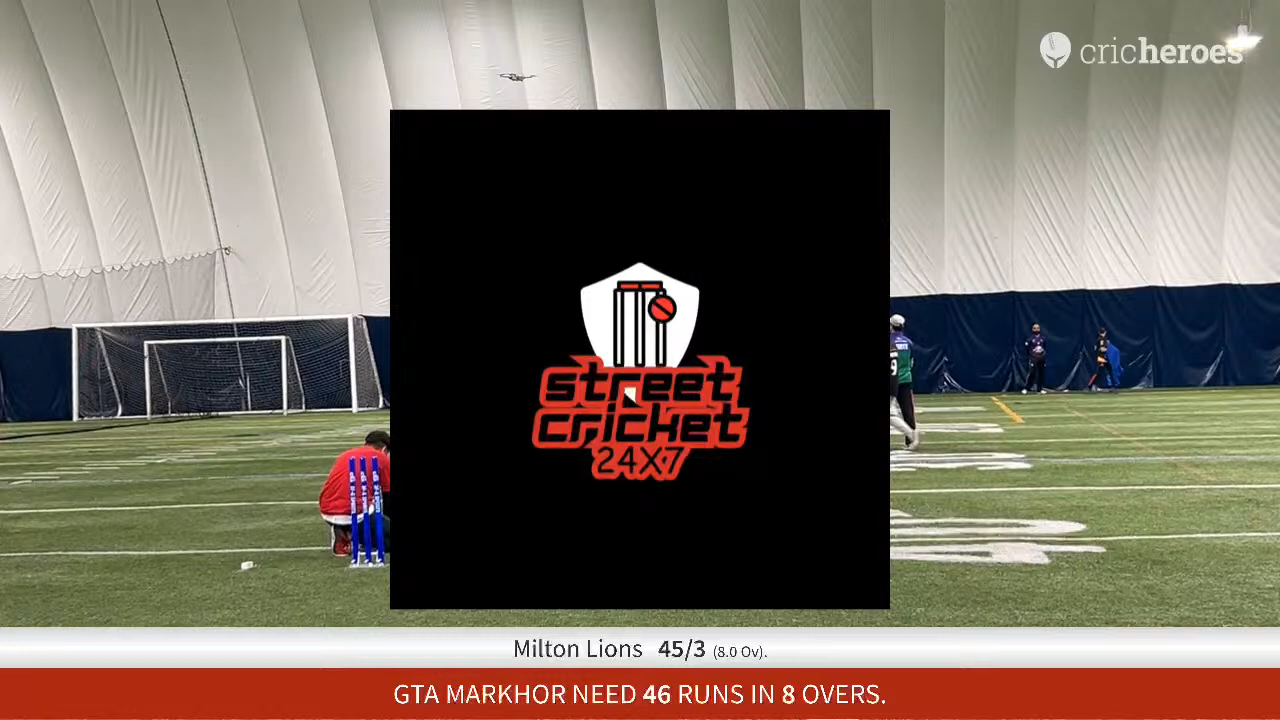 cricheroes
street
cricket
24X7
Milton Lions 45/3 (8.0 Ov).
GTA MARKHOR NEED 46 RUNS IN 8 OVERS.